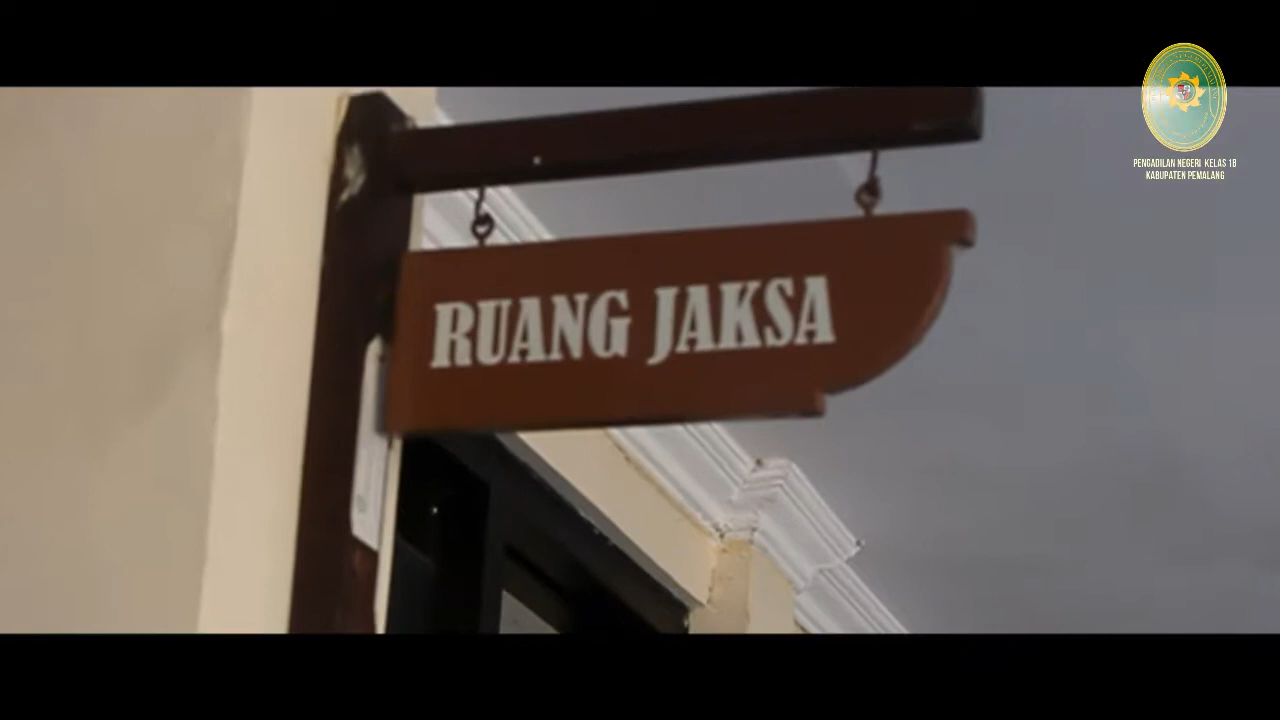 RUANG JAKSA
PENGADILAN NEGERI KELAS 1B
KABUPATEN PEMALANG